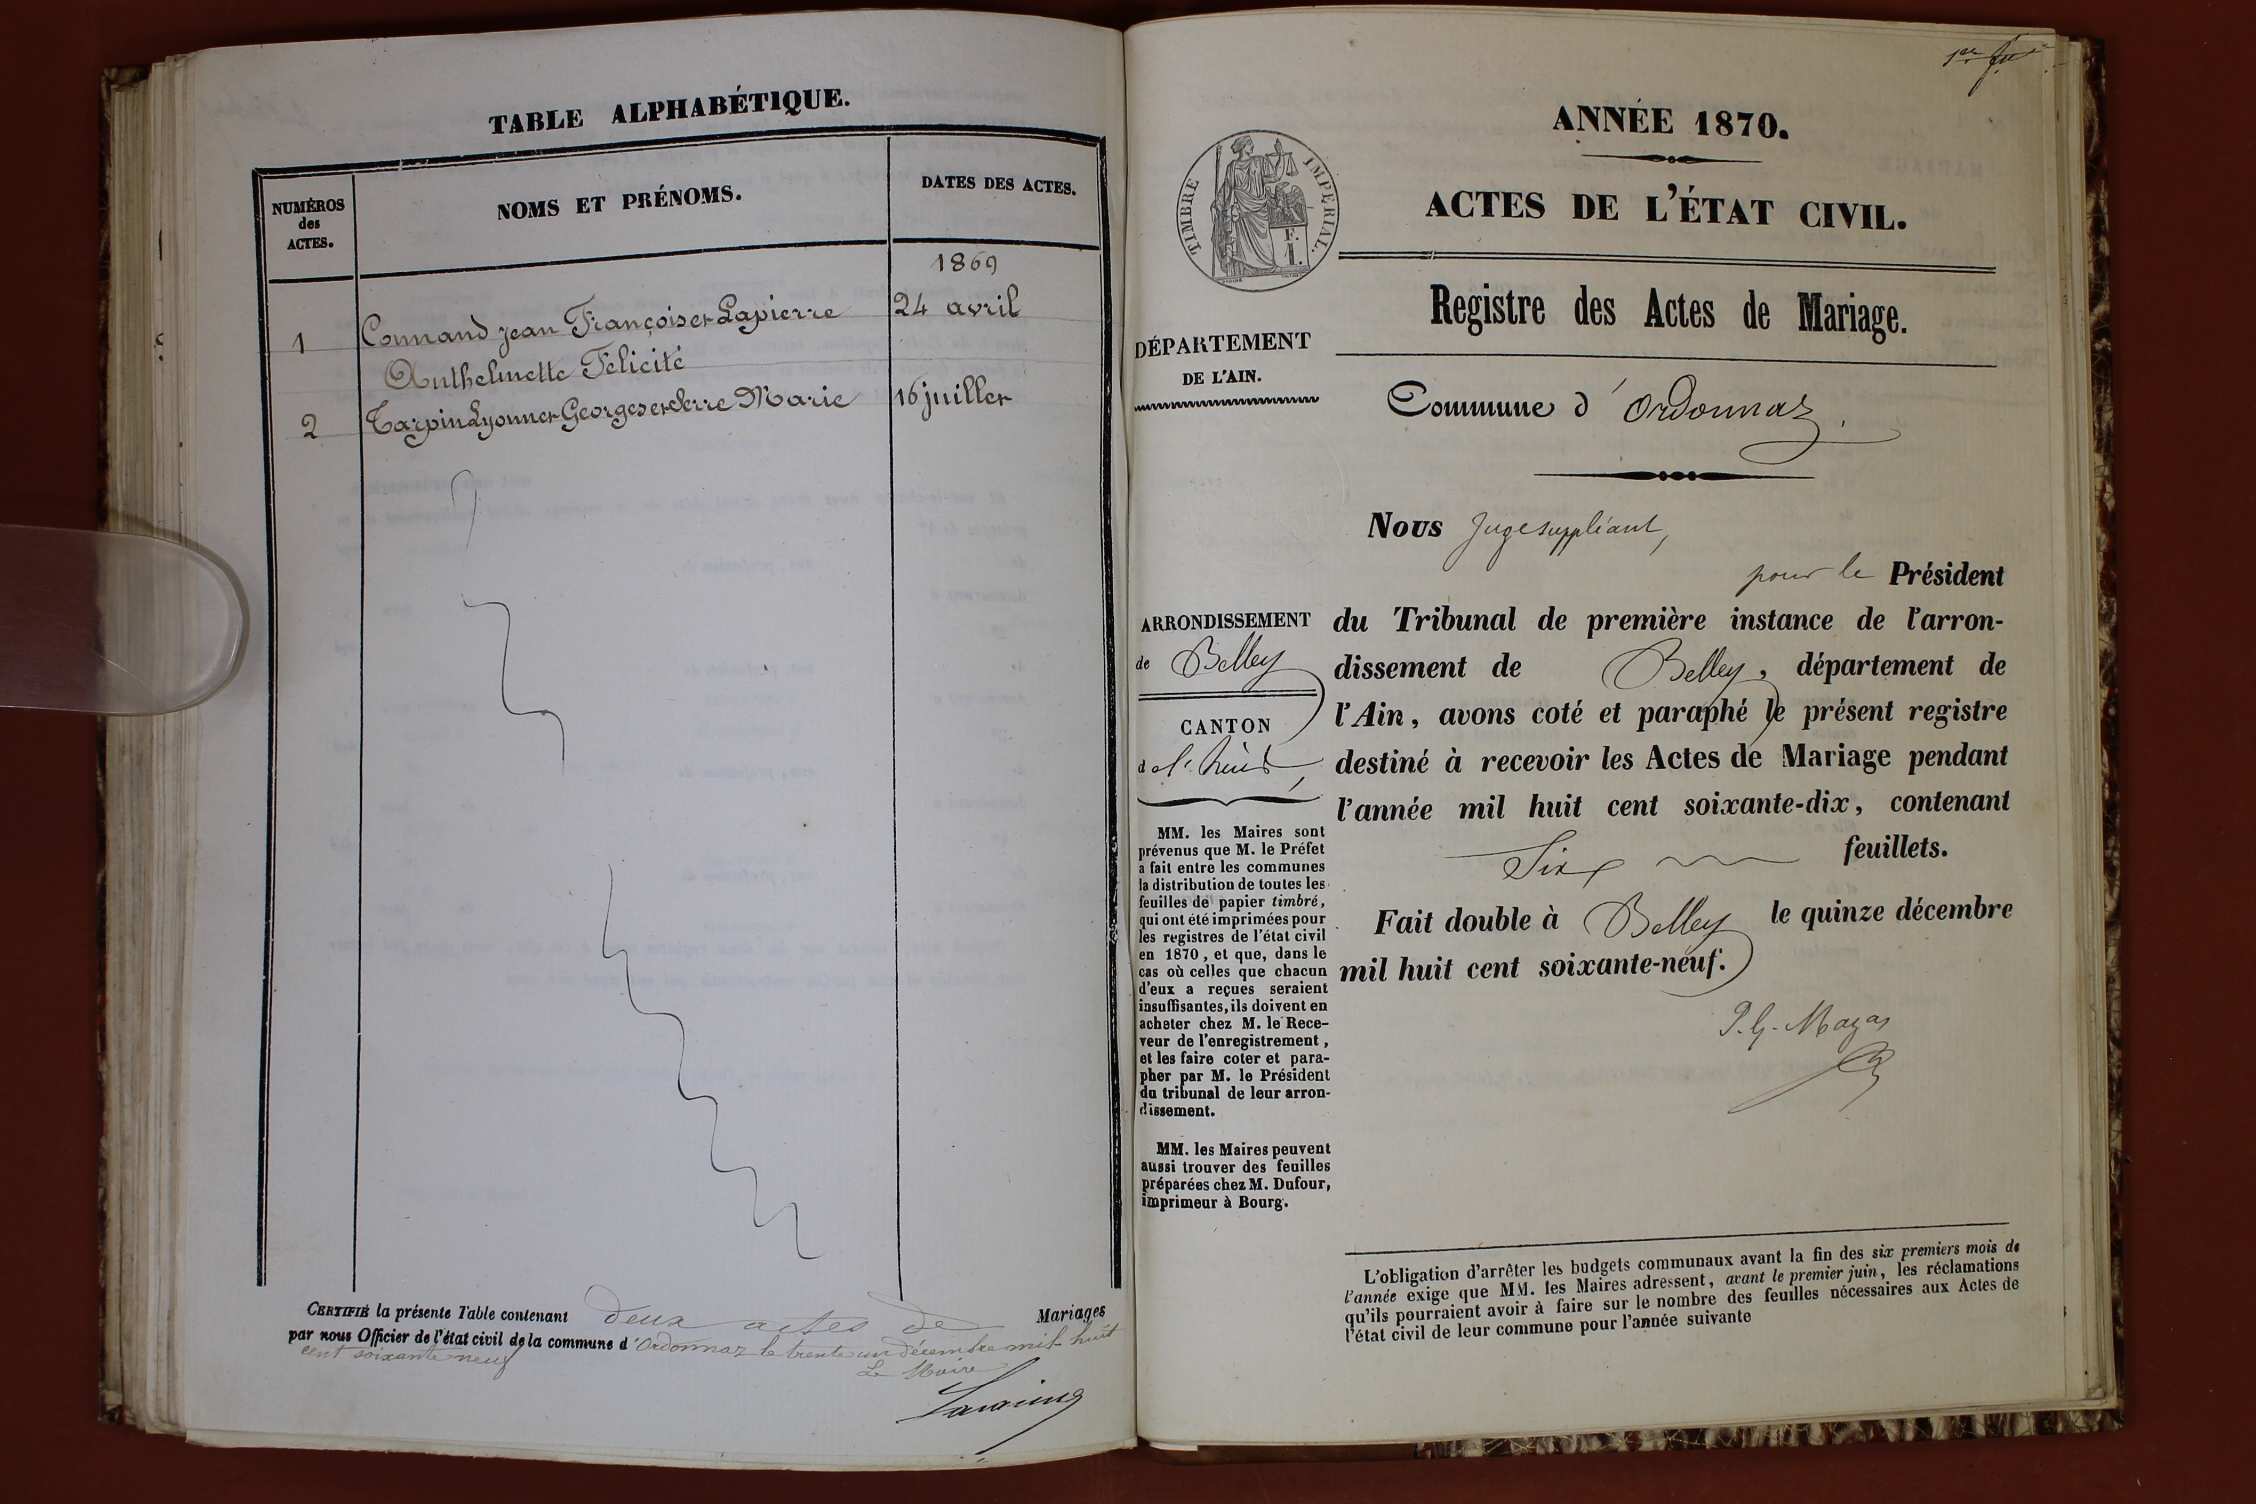 TABLE ALPHABÉTIQUE.
NUMÉROS
des
ACTES.
NOMS ET PRÉNOMS.
DATES DES ACTES.
1869
1 Connand Jean François et Lapierre 24 avril
Anthelmette Félicité
2 Tarpin Lyonnet Georges et Serre Marie 16 juillet
CERTIFIÉ la présente Table contenant deux actes de Mariages
par nous Officier de l'état civil de la commune d'Ordonnaz le trente un décembre mil huit
cent soixante neuf
Le Maire
1er
ANNÉE 1870.
ACTES DE L'ÉTAT CIVIL.
TIMBRE IMPÉRIAL.
F.
1.
Registre des Actes de Mariage.
DÉPARTEMENT
DE L'AIN.
Commune d'Ordonnaz.
Nous Juge suppléant,
pour le Président
ARRONDISSEMENT
de Belley
CANTON
d
du Tribunal de première instance de l'arron-
dissement de Belley, département de
l'Ain, avons coté et paraphé le présent registre
destiné à recevoir les Actes de Mariage pendant
l'année mil huit cent soixante-dix, contenant
Six feuillets.
Fait double à Belley le quinze décembre
mil huit cent soixante-neuf.
P. G. Mazas
MM. les Maires sont
prévenus que M. le Préfet
a fait entre les communes
la distribution de toutes les
feuilles de papier timbré,
qui ont été imprimées pour
les registres de l'état civil
en 1870, et que, dans le
cas où celles que chacun
d'eux a reçues seraient
insuffisantes, ils doivent en
acheter chez M. le Rece-
veur de l'enregistrement,
et les faire coter et para-
pher par M. le Président
du tribunal de leur arron-
dissement.
MM. les Maires peuvent
aussi trouver des feuilles
préparées chez M. Dufour,
imprimeur à Bourg.
L'obligation d'arrêter les budgets communaux avant la fin des six premiers mois de
l'année exige que MM. les Maires adressent, avant le premier juin, les réclamations
qu'ils pourraient avoir à faire sur le nombre des feuilles nécessaires aux Actes de
l'état civil de leur commune pour l'année suivante